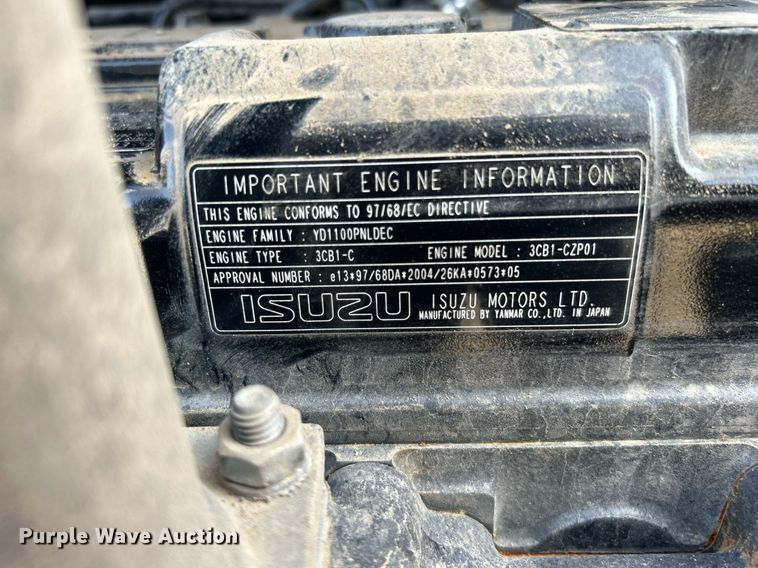 IMPORTANT ENGINE INFORMATION
THIS ENGINE CONFORMS TO 97/68/EC DIRECTIVE
ENGINE FAMILY : YD1100PNLDEC
ENGINE TYPE : 3CB1-C ENGINE MODEL : 3CB1-CZP01
APPROVAL NUMBER : e13*97/68DA*2004/26KA*0573*05
ISUZU ISUZU MOTORS LTD.
MANUFACTURED BY YANMAR CO.,LTD. IN JAPAN
Purple Wave Auction